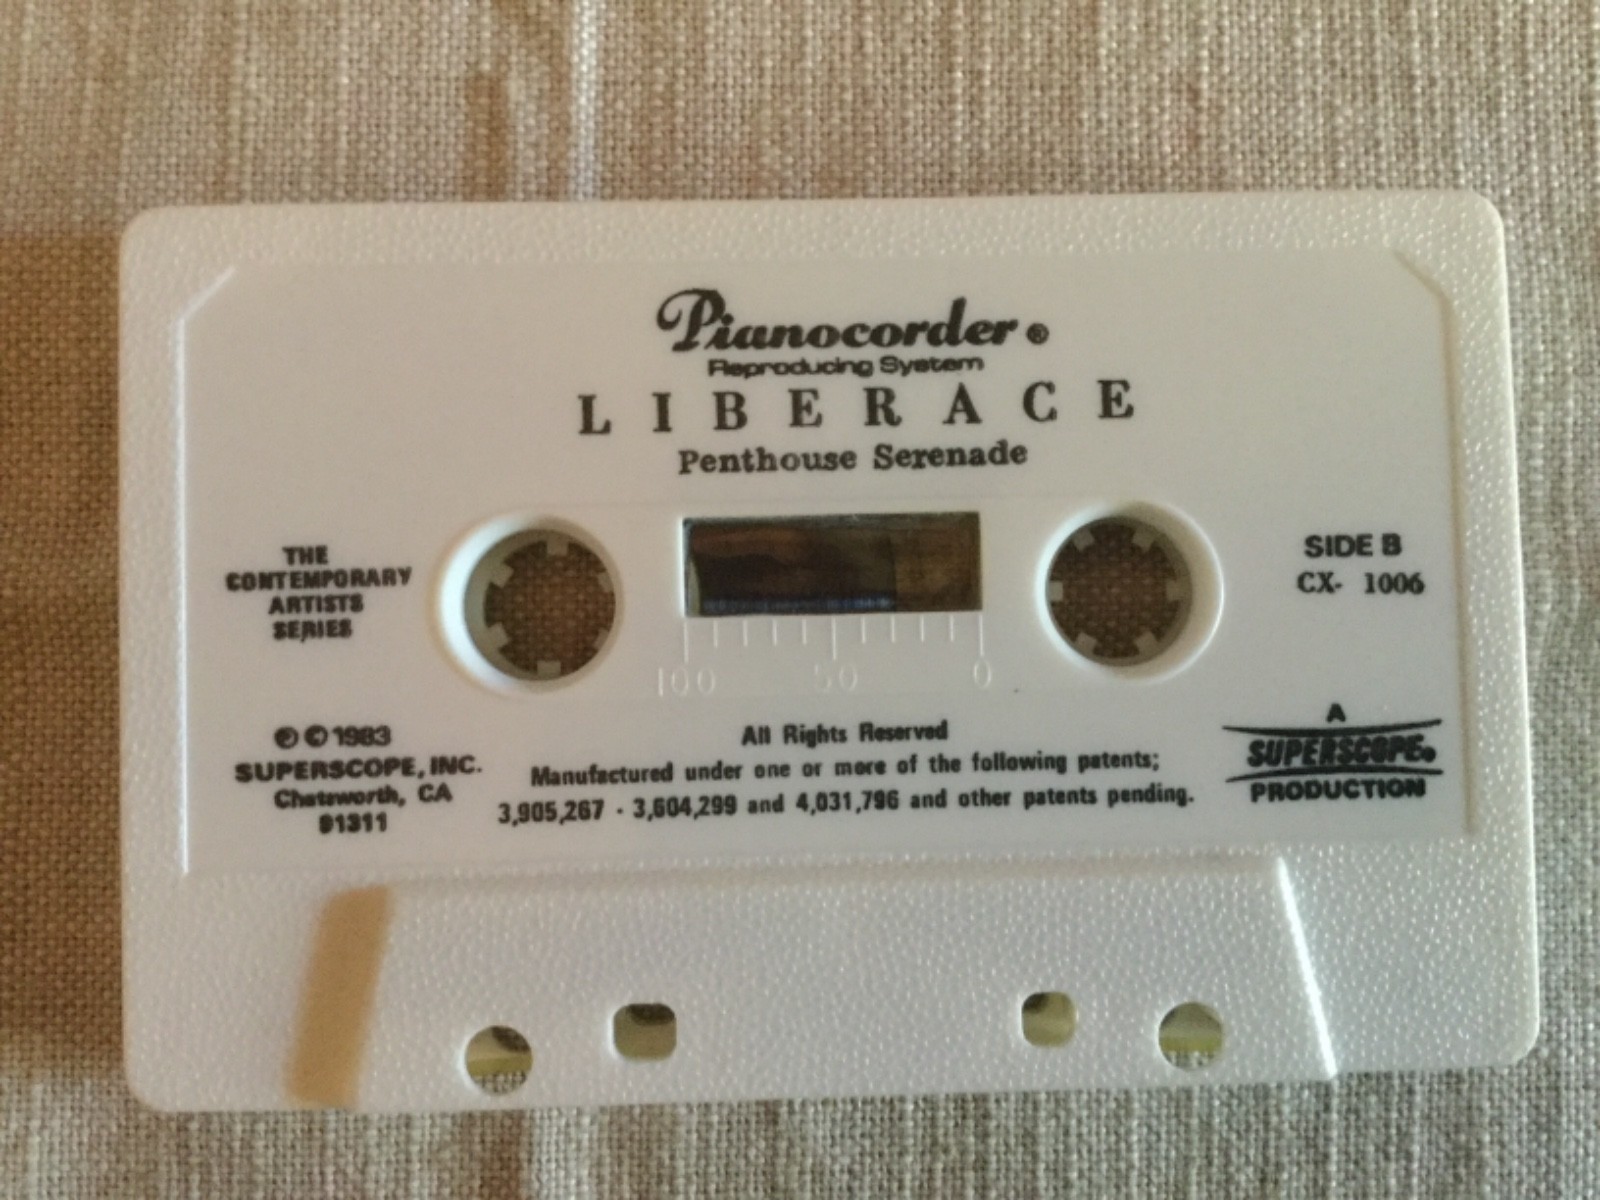 Pianocorder®
Reproducing System
LIBERACE
Penthouse Serenade
THE
CONTEMPORARY
ARTISTS
SERIES
SIDE B
CX- 1006
100 50 0
℗ © 1983
SUPERSCOPE, INC.
Chatsworth, CA
91311
All Rights Reserved
Manufactured under one or more of the following patents;
3,905,267 - 3,604,299 and 4,031,796 and other patents pending.
A
SUPERSCOPE®
PRODUCTION